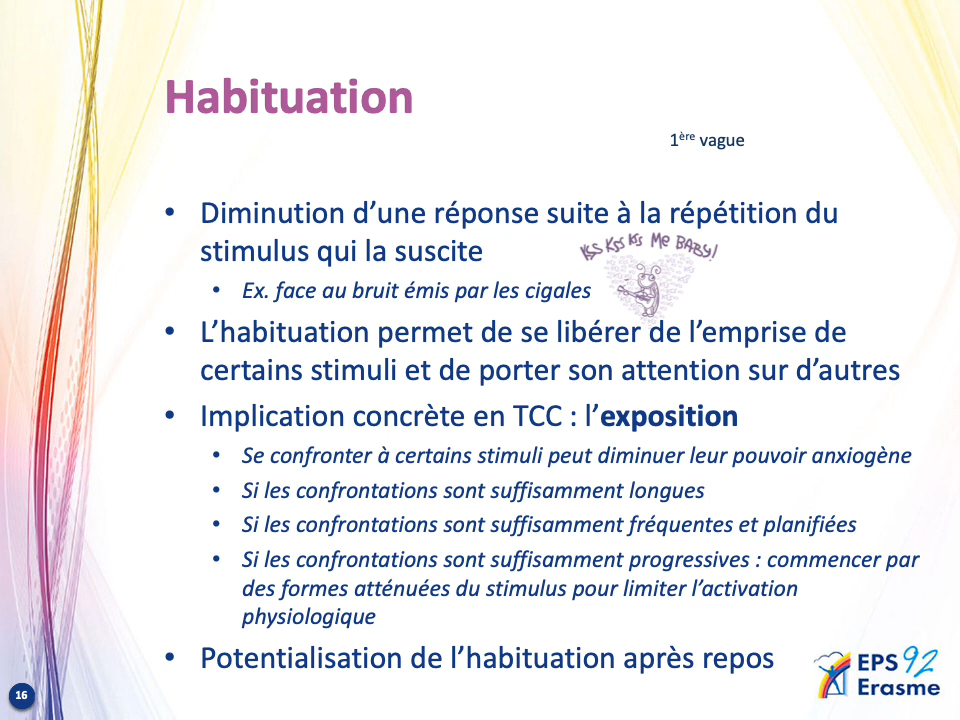 Habituation
1ère vague
• Diminution d’une réponse suite à la répétition du
stimulus qui la suscite
KSS KSS KSS ME BABY!
• Ex. face au bruit émis par les cigales
• L’habituation permet de se libérer de l’emprise de
certains stimuli et de porter son attention sur d’autres
• Implication concrète en TCC : l’exposition
• Se confronter à certains stimuli peut diminuer leur pouvoir anxiogène
• Si les confrontations sont suffisamment longues
• Si les confrontations sont suffisamment fréquentes et planifiées
• Si les confrontations sont suffisamment progressives : commencer par
des formes atténuées du stimulus pour limiter l’activation
physiologique
• Potentialisation de l’habituation après repos
EPS 92
Erasme
16